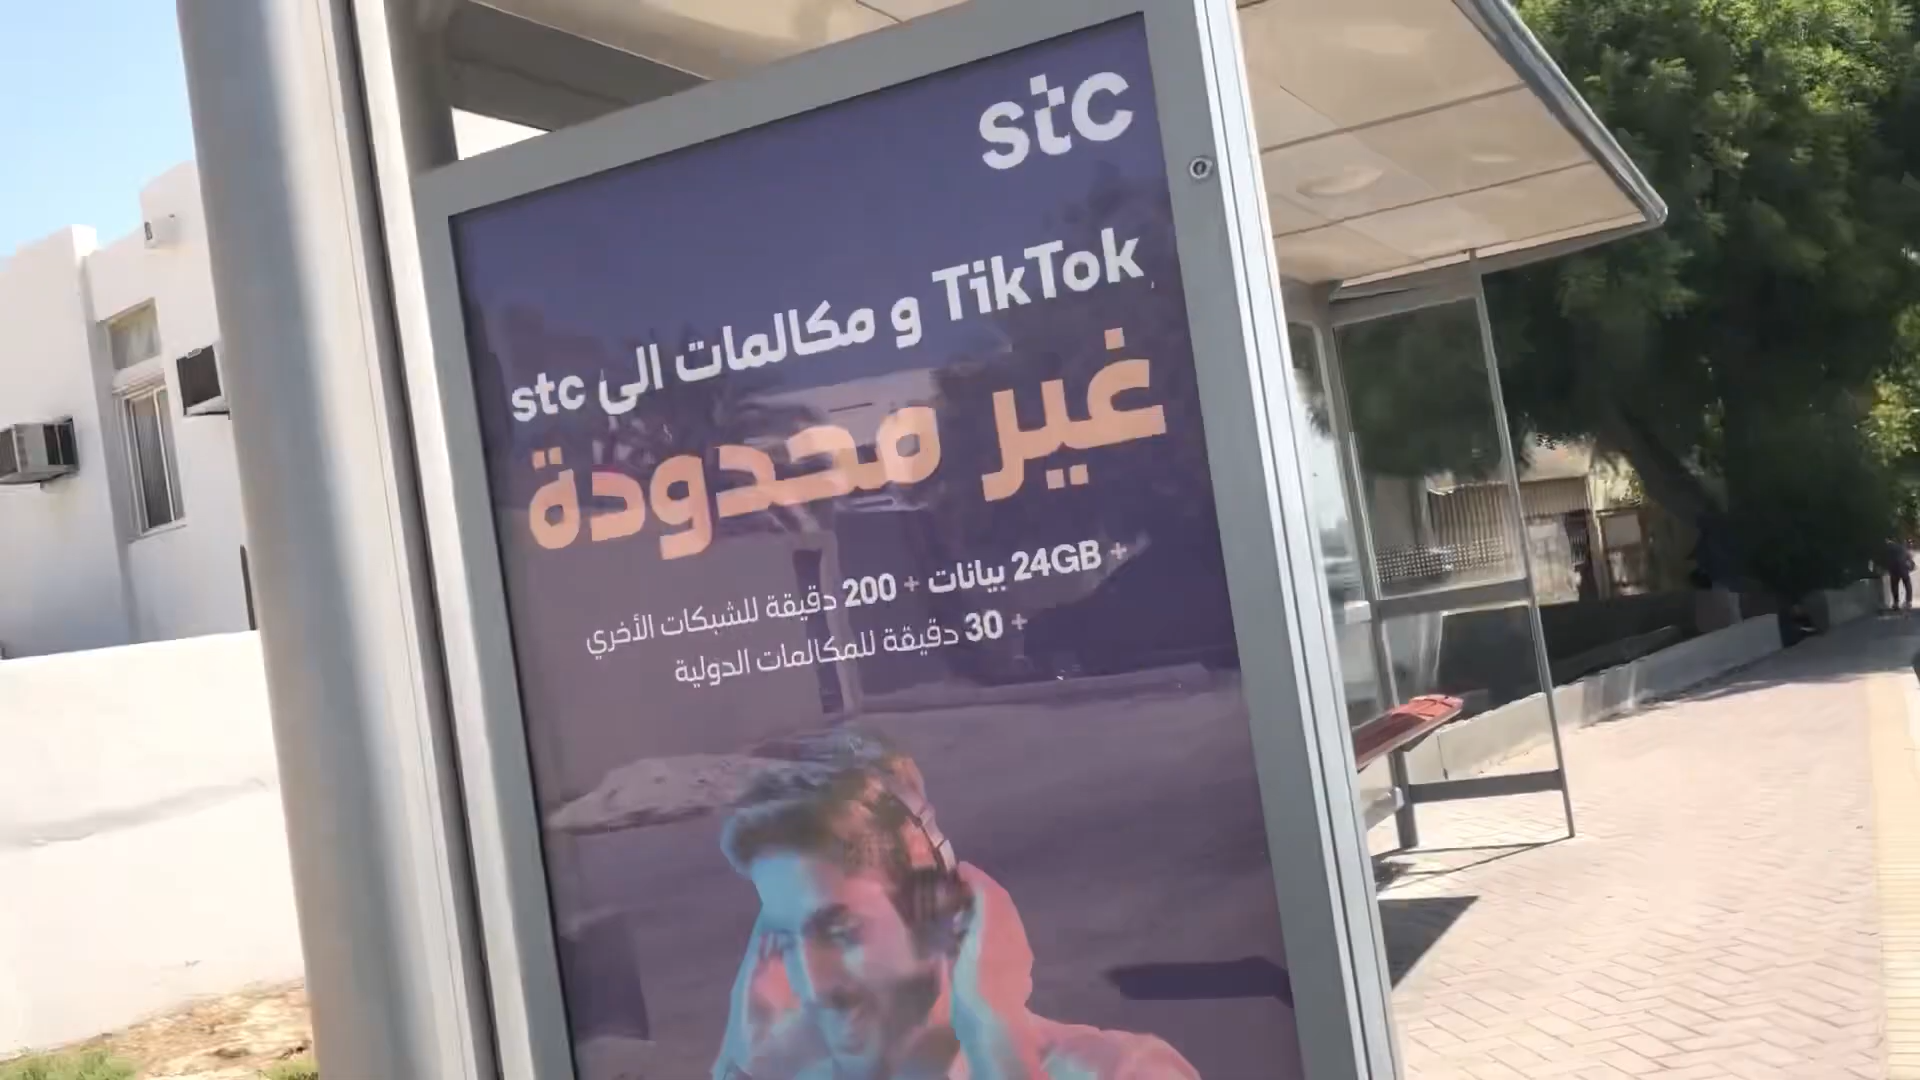 stc
TikTok و مكالمات الى stc
غير محدودة
+ 24GB بيانات + 200 دقيقة للشبكات الأخري
+ 30 دقيقة للمكالمات الدولية